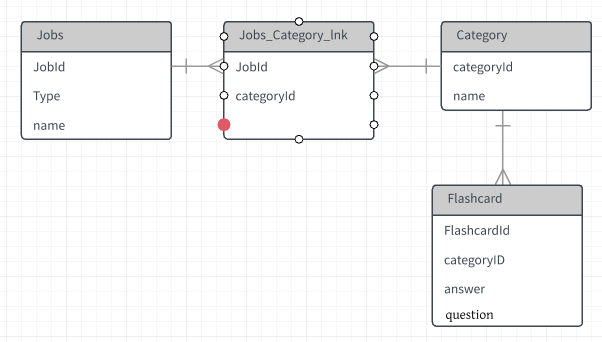 Jobs
JobId
Type
name
Jobs_Category_lnk
JobId
categoryId
Category
categoryId
name
Flashcard
FlashcardId
categoryID
answer
question